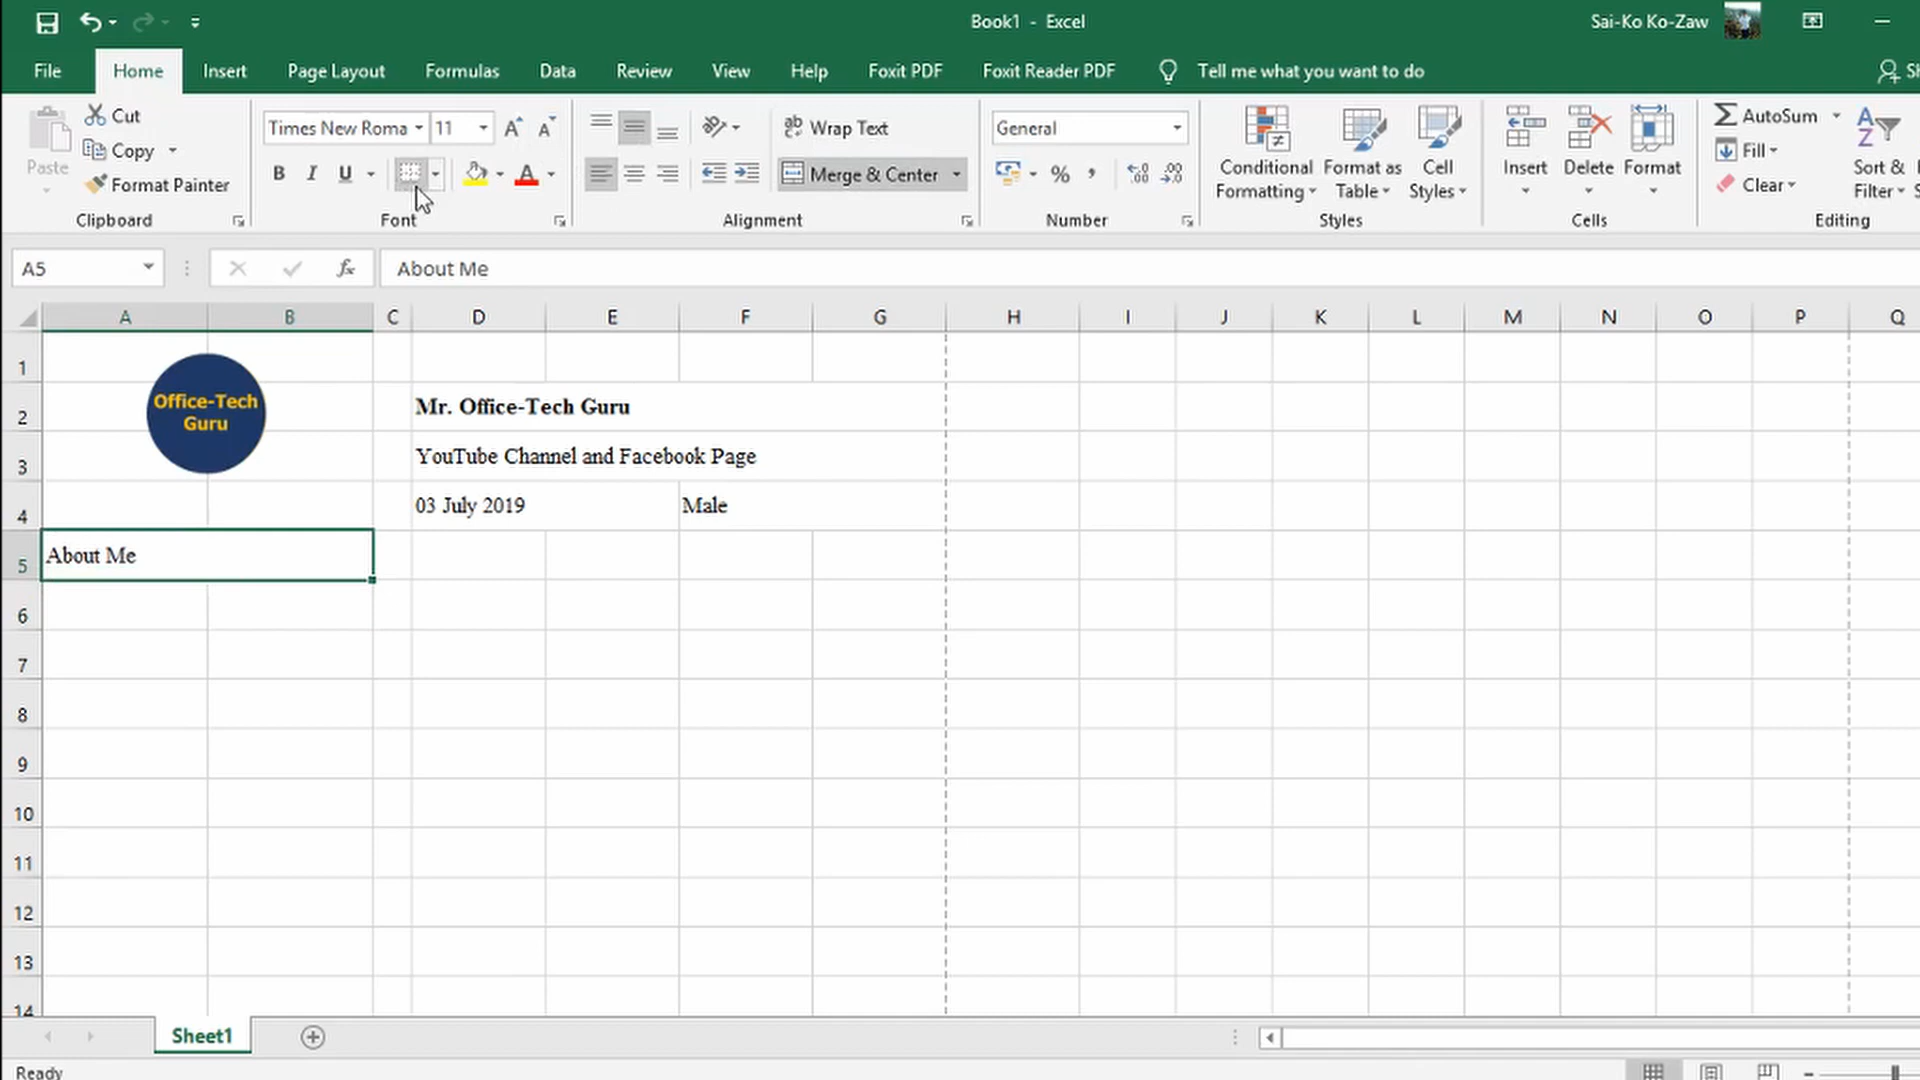 Book1 - Excel
Sai-Ko Ko-Zaw
File Home Insert Page Layout Formulas Data Review View Help Foxit PDF Foxit Reader PDF Tell me what you want to do
Paste
Cut
Copy
Format Painter
Clipboard
Times New Roma 11
B I U A
Font
Wrap Text
Merge & Center
Alignment
General
% ,
Number
Conditional Formatting
Format as Table
Cell Styles
Styles
Insert Delete Format
Cells
AutoSum
Fill
Clear
Sort &
Filter
Editing
A5 fx About Me
A B C D E F G H I J K L M N O P Q
1
Office-Tech
Guru
2 Mr. Office-Tech Guru
3 YouTube Channel and Facebook Page
4 03 July 2019 Male
5 About Me
6
7
8
9
10
11
12
13
14
Sheet1
Ready